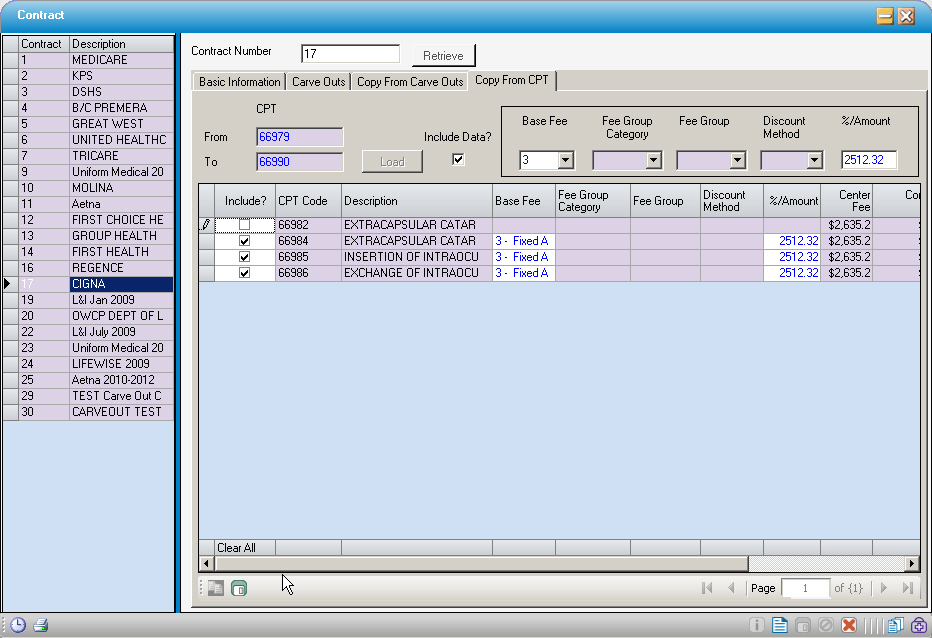 Contract
Contract Description
1 MEDICARE
2 KPS
3 DSHS
4 B/C PREMERA
5 GREAT WEST
6 UNITED HEALTHC
7 TRICARE
9 Uniform Medical 20
10 MOLINA
11 Aetna
12 FIRST CHOICE HE
13 GROUP HEALTH
14 FIRST HEALTH
16 REGENCE
17 CIGNA
19 L&I Jan 2009
20 OWCP DEPT OF L
22 L&I July 2009
23 Uniform Medical 20
24 LIFEWISE 2009
25 Aetna 2010-2012
29 TEST Carve Out C
30 CARVEOUT TEST
Contract Number 17 Retrieve
Basic Information Carve Outs Copy From Carve Outs Copy From CPT
CPT
From 66979
To 66990 Load
Include Data?
Base Fee Fee Group Category Fee Group Discount Method %/Amount
3 2512.32
Include? CPT Code Description Base Fee Fee Group Category Fee Group Discount Method %/Amount Center Fee Co
66982 EXTRACAPSULAR CATAR $2,635.2
66984 EXTRACAPSULAR CATAR 3 - Fixed A 2512.32 $2,635.2
66985 INSERTION OF INTRAOCU 3 - Fixed A 2512.32 $2,635.2
66986 EXCHANGE OF INTRAOCU 3 - Fixed A 2512.32 $2,635.2
Clear All
Page 1 of {1}